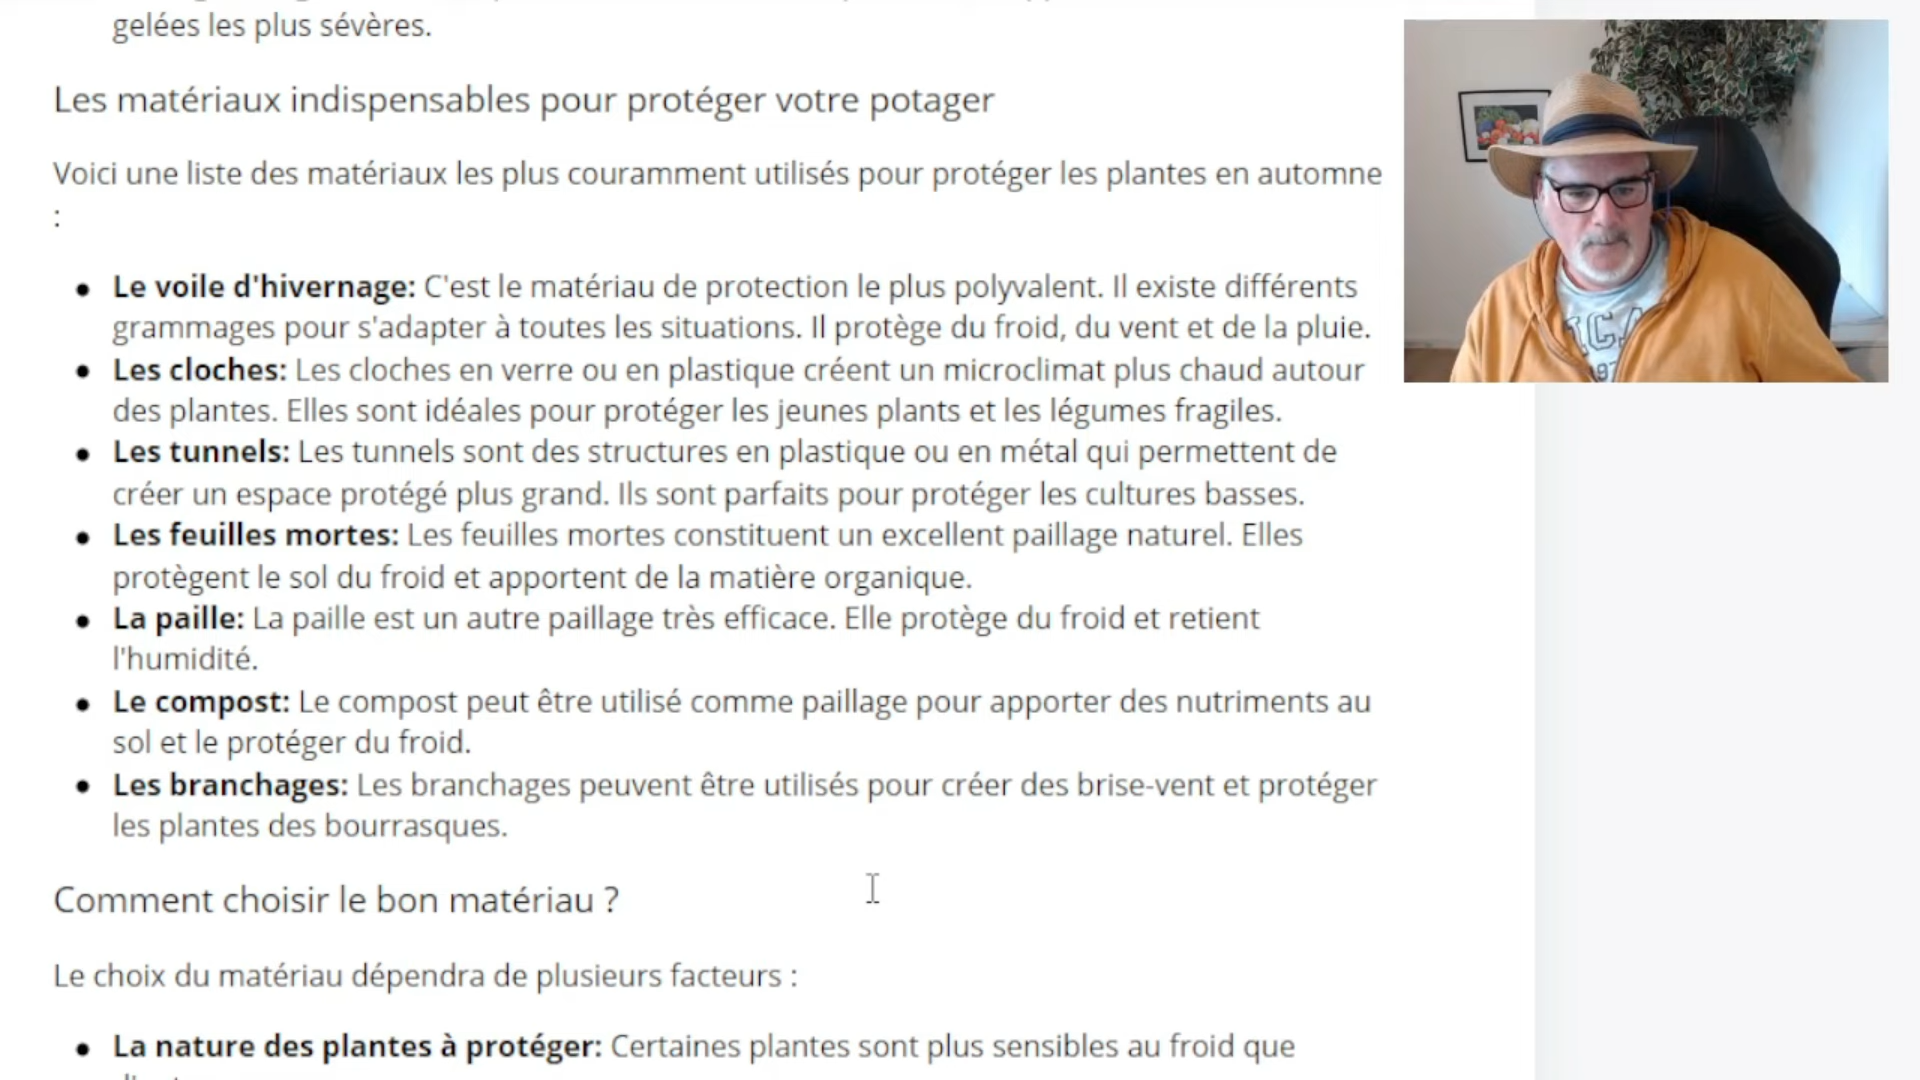 gelées les plus sévères.
Les matériaux indispensables pour protéger votre potager
Voici une liste des matériaux les plus couramment utilisés pour protéger les plantes en automne
:
Le voile d'hivernage: C'est le matériau de protection le plus polyvalent. Il existe différents
grammages pour s'adapter à toutes les situations. Il protège du froid, du vent et de la pluie.
Les cloches: Les cloches en verre ou en plastique créent un microclimat plus chaud autour
des plantes. Elles sont idéales pour protéger les jeunes plants et les légumes fragiles.
Les tunnels: Les tunnels sont des structures en plastique ou en métal qui permettent de
créer un espace protégé plus grand. Ils sont parfaits pour protéger les cultures basses.
Les feuilles mortes: Les feuilles mortes constituent un excellent paillage naturel. Elles
protègent le sol du froid et apportent de la matière organique.
La paille: La paille est un autre paillage très efficace. Elle protège du froid et retient
l'humidité.
Le compost: Le compost peut être utilisé comme paillage pour apporter des nutriments au
sol et le protéger du froid.
Les branchages: Les branchages peuvent être utilisés pour créer des brise-vent et protéger
les plantes des bourrasques.
Comment choisir le bon matériau ?
Le choix du matériau dépendra de plusieurs facteurs :
La nature des plantes à protéger: Certaines plantes sont plus sensibles au froid que